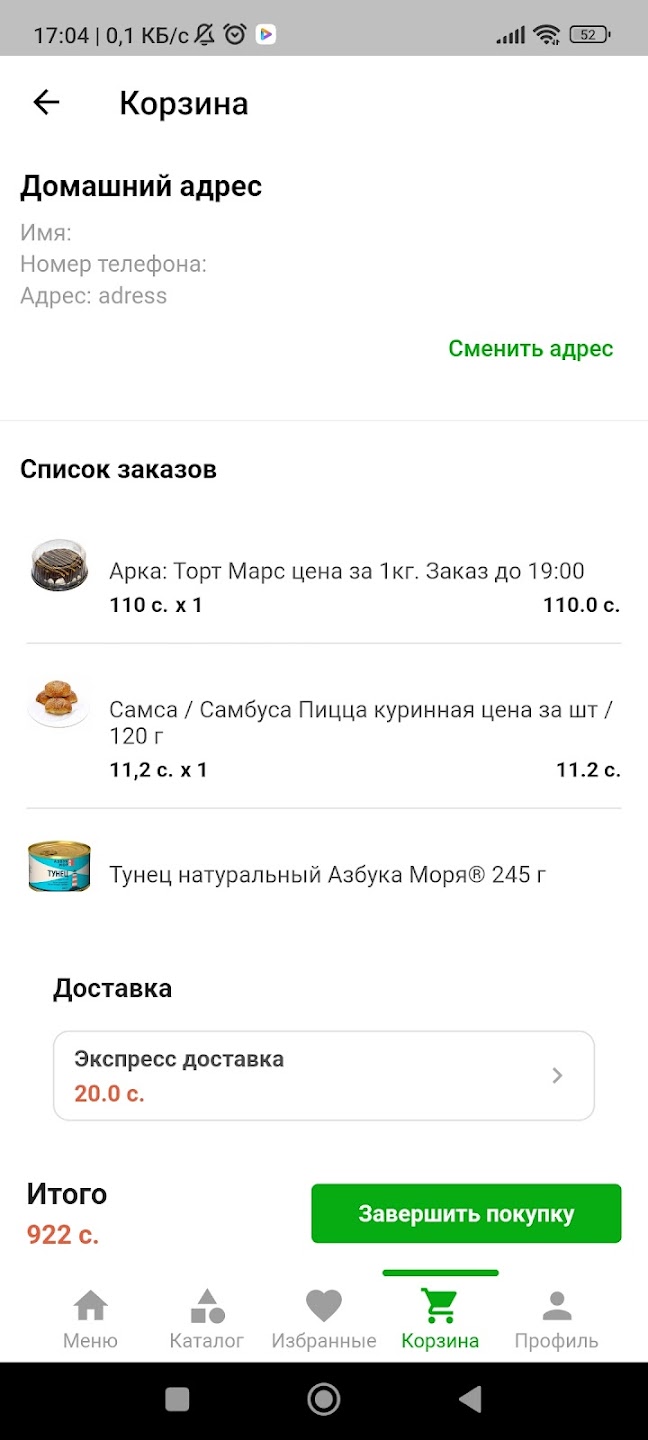 17:04 | 0,1 КБ/с
52
Корзина
Домашний адрес
Имя:
Номер телефона:
Адрес: adress
Сменить адрес
Список заказов
Арка: Торт Марс цена за 1кг. Заказ до 19:00
110 с. x 1
110.0 с.
Самса / Самбуса Пицца куринная цена за шт /
120 г
11,2 с. x 1
11.2 с.
ТУНЕЦ
Тунец натуральный Азбука Моря® 245 г
Доставка
Экспресс доставка
20.0 с.
Итого
922 с.
Завершить покупку
Меню
Каталог
Избранные
Корзина
Профиль